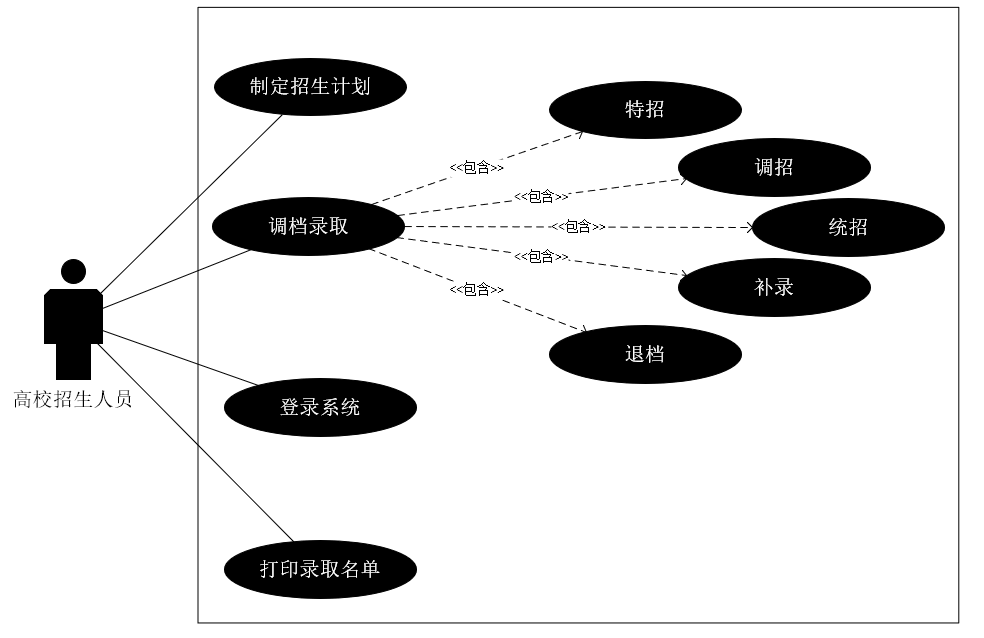 制定招生计划
特招
<<包含>>
调招
<<包含>>
调档录取
<<包含>>
统招
<<包含>>
补录
<<包含>>
退档
高校招生人员
登录系统
打印录取名单